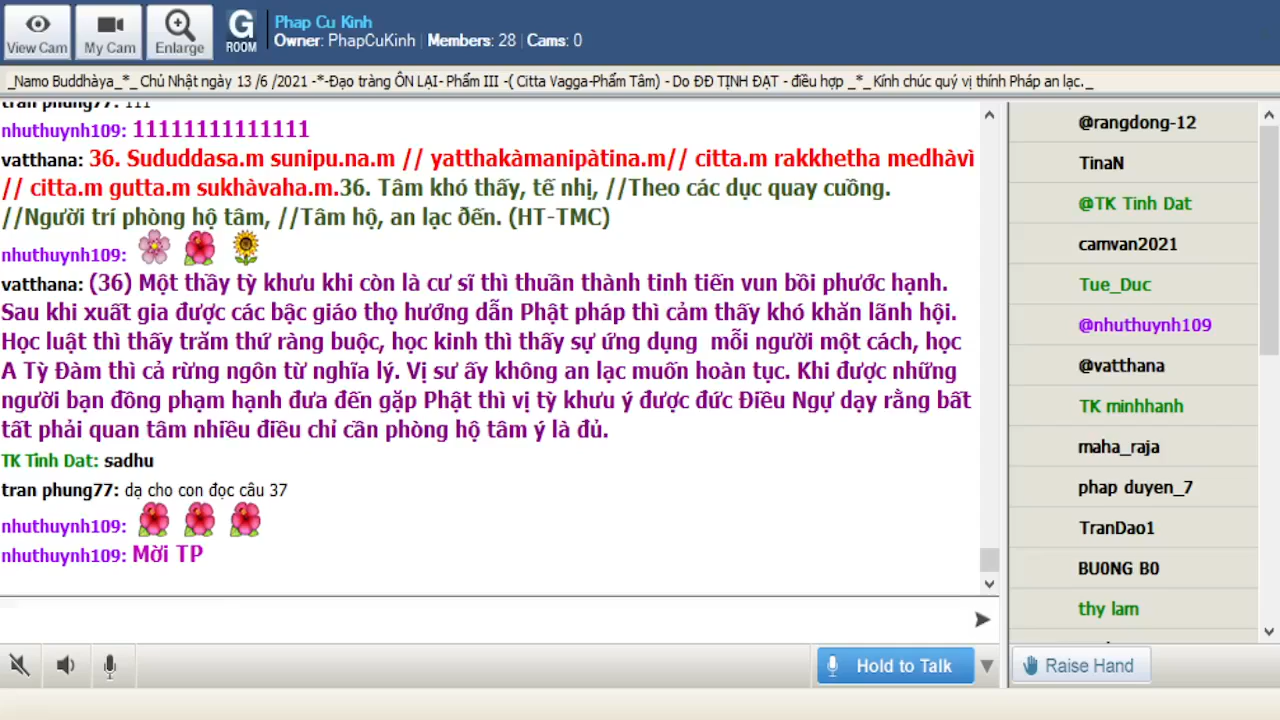 View Cam
My Cam
Enlarge
G
ROOM
Phap Cu Kinh
Owner: PhapCuKinh | Members: 28 | Cams: 0
_Namo Buddhàya_*_ Chủ Nhật ngày 13 /6 /2021 -*-Đạo tràng ÔN LẠI- Phẩm III -( Citta Vagga-Phẩm Tâm) - Do ĐĐ TỊNH ĐẠT - điều hợp _*_Kính chúc quý vị thính Pháp an lạc._
tran phung77: 111
nhuthuynh109: 11111111111111
vatthana: 36. Sududdasa.m sunipu.na.m // yatthakàmanipàtina.m// citta.m rakkhetha medhàvì
// citta.m gutta.m sukhàvaha.m.36. Tâm khó thấy, tế nhị, //Theo các dục quay cuồng.
//Người trí phòng hộ tâm, //Tâm hộ, an lạc ðến. (HT-TMC)
nhuthuynh109:
vatthana: (36) Một thầy tỳ khưu khi còn là cư sĩ thì thuần thành tinh tiến vun bồi phước hạnh.
Sau khi xuất gia được các bậc giáo thọ hướng dẫn Phật pháp thì cảm thấy khó khăn lãnh hội.
Học luật thì thấy trăm thứ ràng buộc, học kinh thì thấy sự ứng dụng  mỗi người một cách, học
A Tỳ Đàm thì cả rừng ngôn từ nghĩa lý. Vị sư ấy không an lạc muốn hoàn tục. Khi được những
người bạn đồng phạm hạnh đưa đến gặp Phật thì vị tỳ khưu ý được đức Điều Ngự dạy rằng bất
tất phải quan tâm nhiều điều chỉ cần phòng hộ tâm ý là đủ.
TK Tinh Dat: sadhu
tran phung77: dạ cho con đọc câu 37
nhuthuynh109:
nhuthuynh109: Mời TP
Hold to Talk
@rangdong-12
TinaN
@TK Tinh Dat
camvan2021
Tue_Duc
@nhuthuynh109
@vatthana
TK minhhanh
maha_raja
phap duyen_7
TranDao1
BU0NG B0
thy lam
Raise Hand